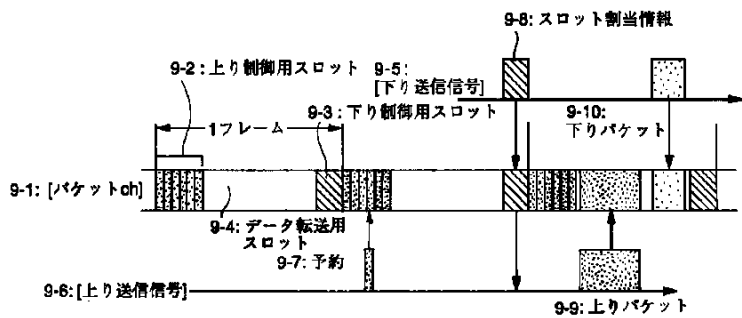 9-8: スロット割当情報
9-2: 上り制御用スロット
9-5:
[下り送信信号]
9-3: 下り制御用スロット
9-10:
下りパケット
1フレーム
9-1: [パケットch]
9-4: データ転送用
スロット
9-7: 予約
9-6: [上り送信信号]
9-9: 上りパケット